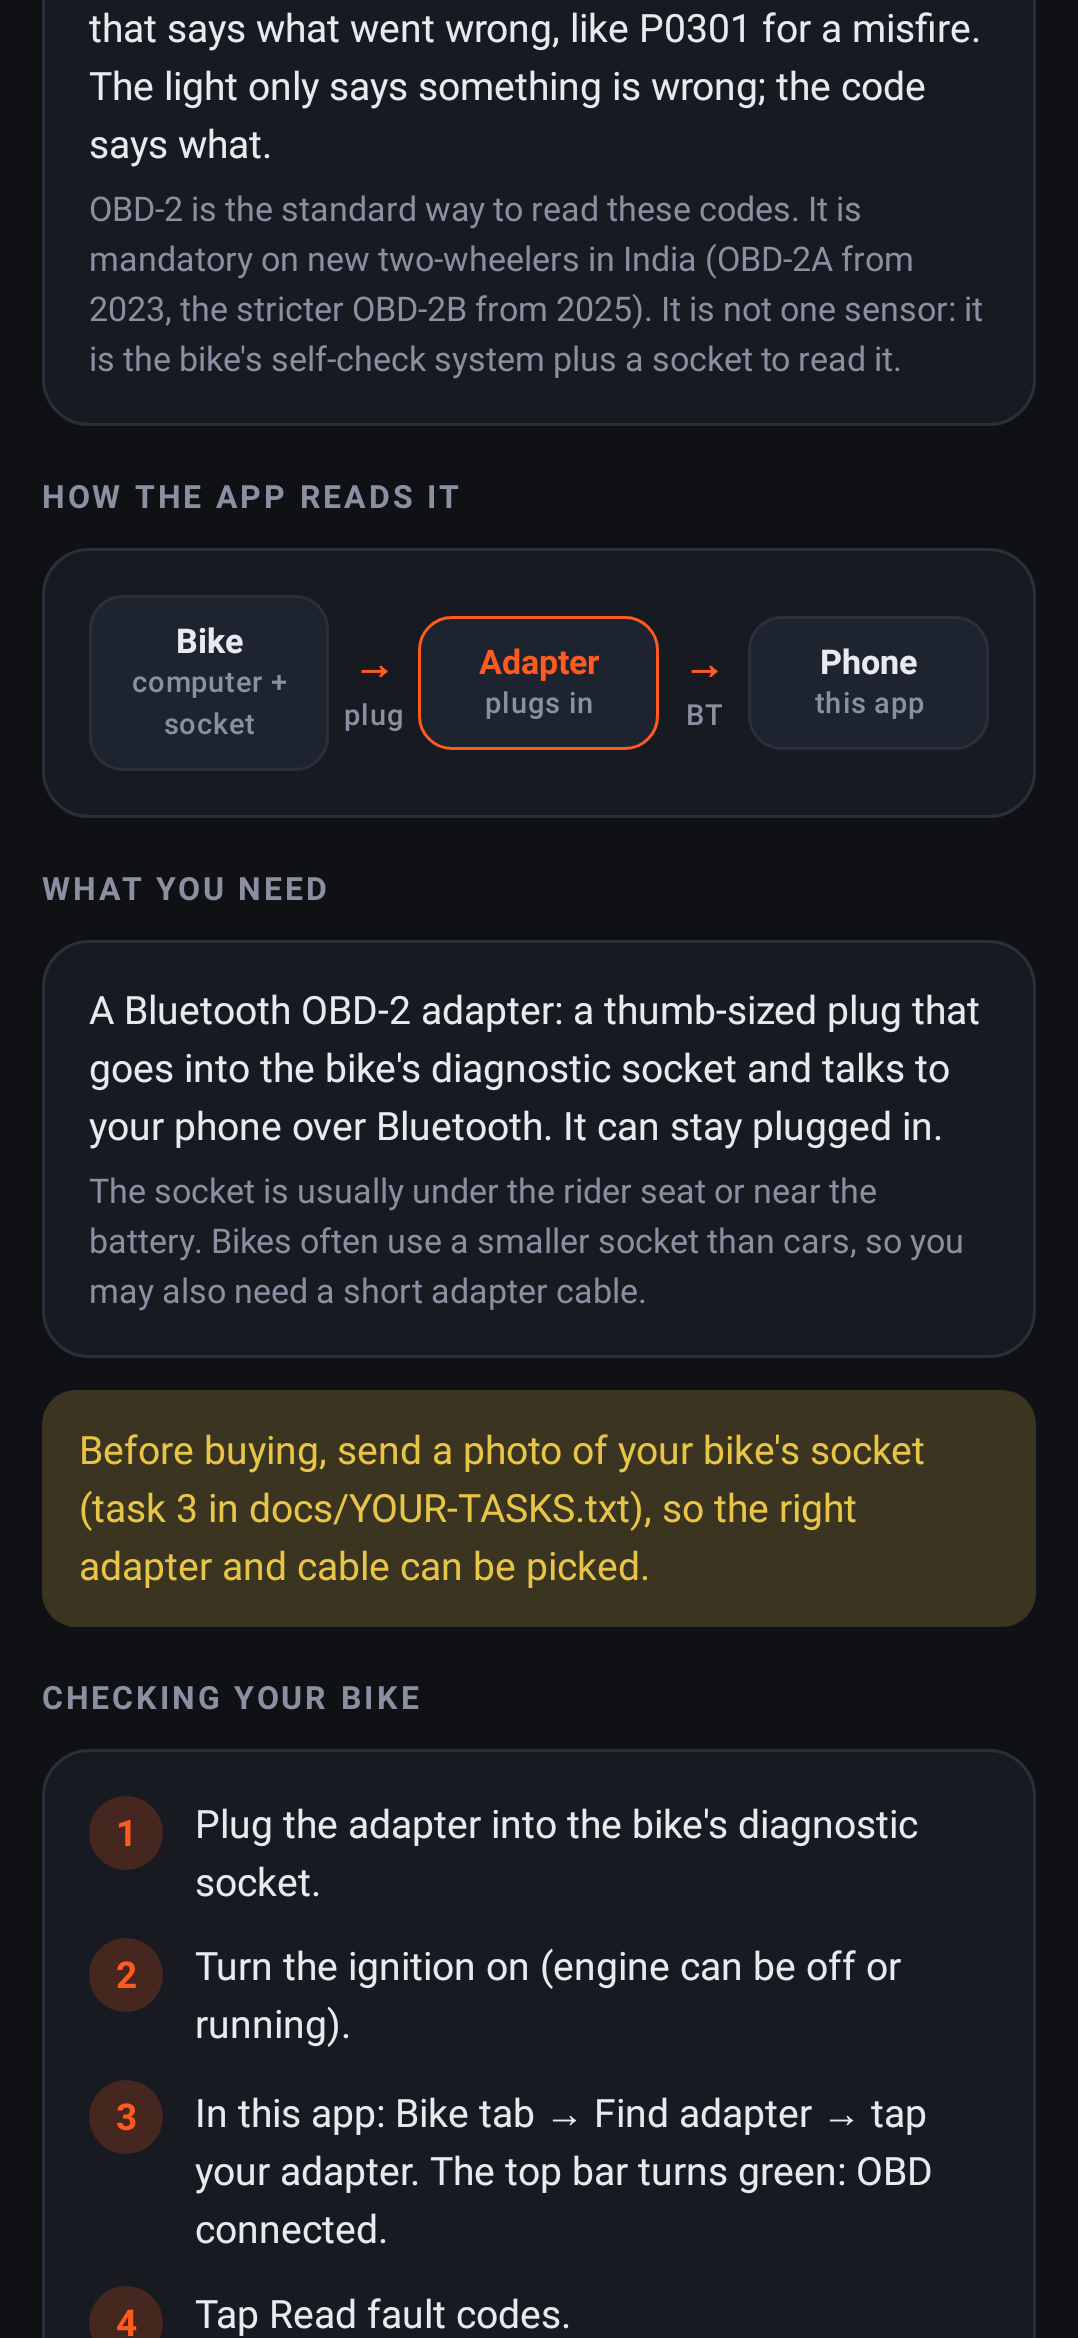 that says what went wrong, like P0301 for a misfire.
The light only says something is wrong; the code
says what.
OBD-2 is the standard way to read these codes. It is
mandatory on new two-wheelers in India (OBD-2A from
2023, the stricter OBD-2B from 2025). It is not one sensor: it
is the bike's self-check system plus a socket to read it.
HOW THE APP READS IT
Bike
computer +
socket
→
plug
Adapter
plugs in
→
BT
Phone
this app
WHAT YOU NEED
A Bluetooth OBD-2 adapter: a thumb-sized plug that
goes into the bike's diagnostic socket and talks to
your phone over Bluetooth. It can stay plugged in.
The socket is usually under the rider seat or near the
battery. Bikes often use a smaller socket than cars, so you
may also need a short adapter cable.
Before buying, send a photo of your bike's socket
(task 3 in docs/YOUR-TASKS.txt), so the right
adapter and cable can be picked.
CHECKING YOUR BIKE
1 Plug the adapter into the bike's diagnostic
socket.
2 Turn the ignition on (engine can be off or
running).
3 In this app: Bike tab → Find adapter → tap
your adapter. The top bar turns green: OBD
connected.
4 Tap Read fault codes.